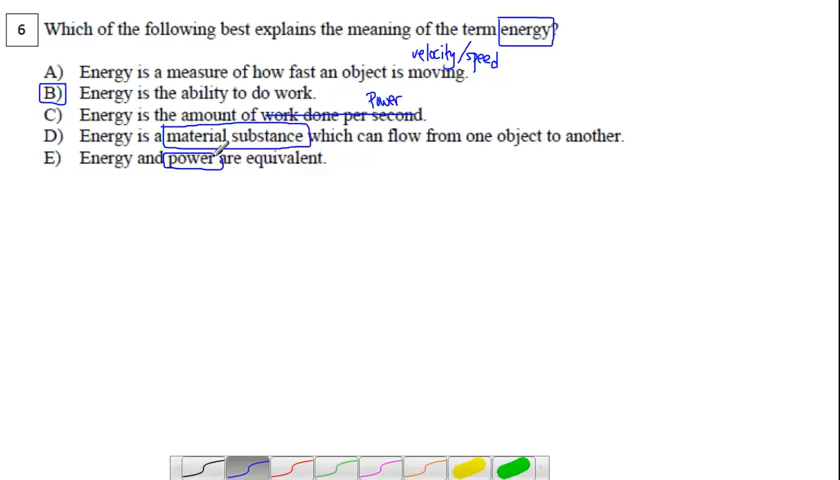 6 Which of the following best explains the meaning of the term energy?
velocity/speed
A) Energy is a measure of how fast an object is moving.
B) Energy is the ability to do work.
Power
C) Energy is the amount of work done per second.
D) Energy is a material substance which can flow from one object to another.
E) Energy and power are equivalent.